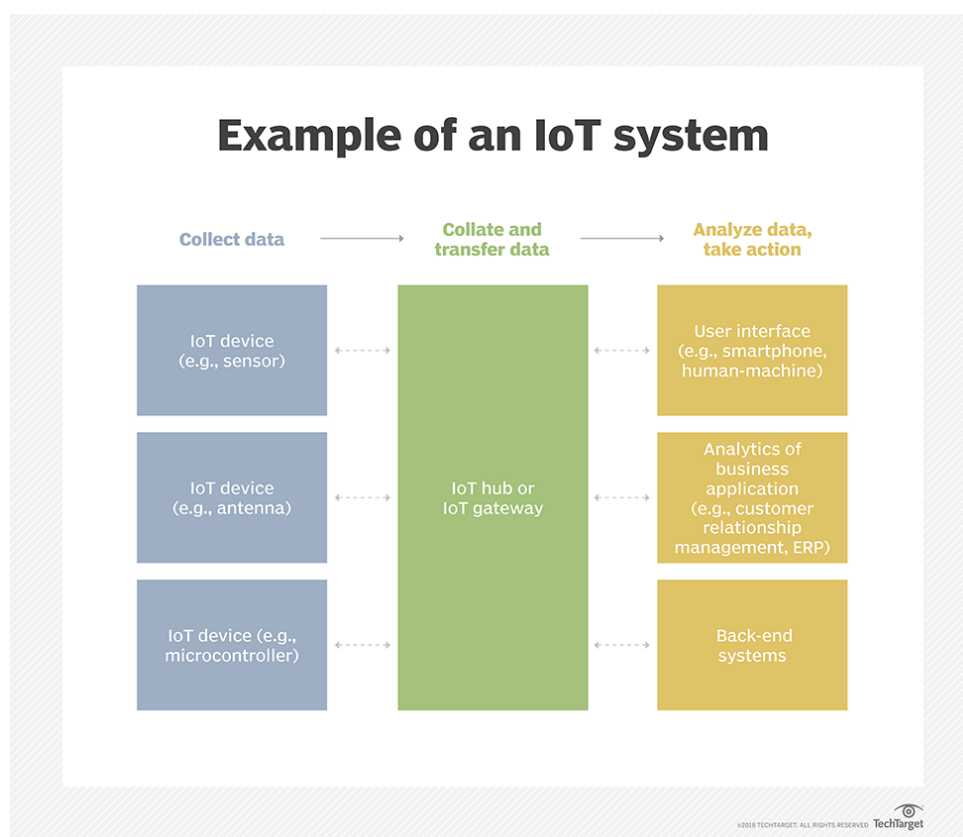 Example of an IoT system
Collect data
Collate and
transfer data
Analyze data,
take action
IoT device
(e.g., sensor)
IoT device
(e.g., antenna)
IoT device (e.g.,
microcontroller)
IoT hub or
IoT gateway
User interface
(e.g., smartphone,
human-machine)
Analytics of
business
application
(e.g., customer
relationship
management, ERP)
Back-end
systems
©2018 TECHTARGET. ALL RIGHTS RESERVED
TechTarget